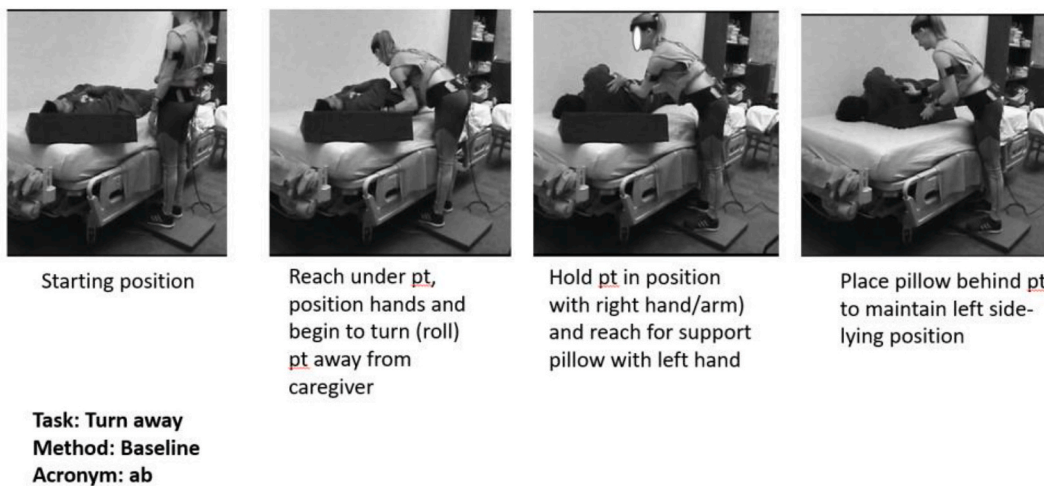 Starting position
Reach under pt,
position hands and
begin to turn (roll)
pt away from
caregiver
Hold pt in position
with right hand/arm)
and reach for support
pillow with left hand
Place pillow behind pt
to maintain left side-
lying position
Task: Turn away
Method: Baseline
Acronym: ab